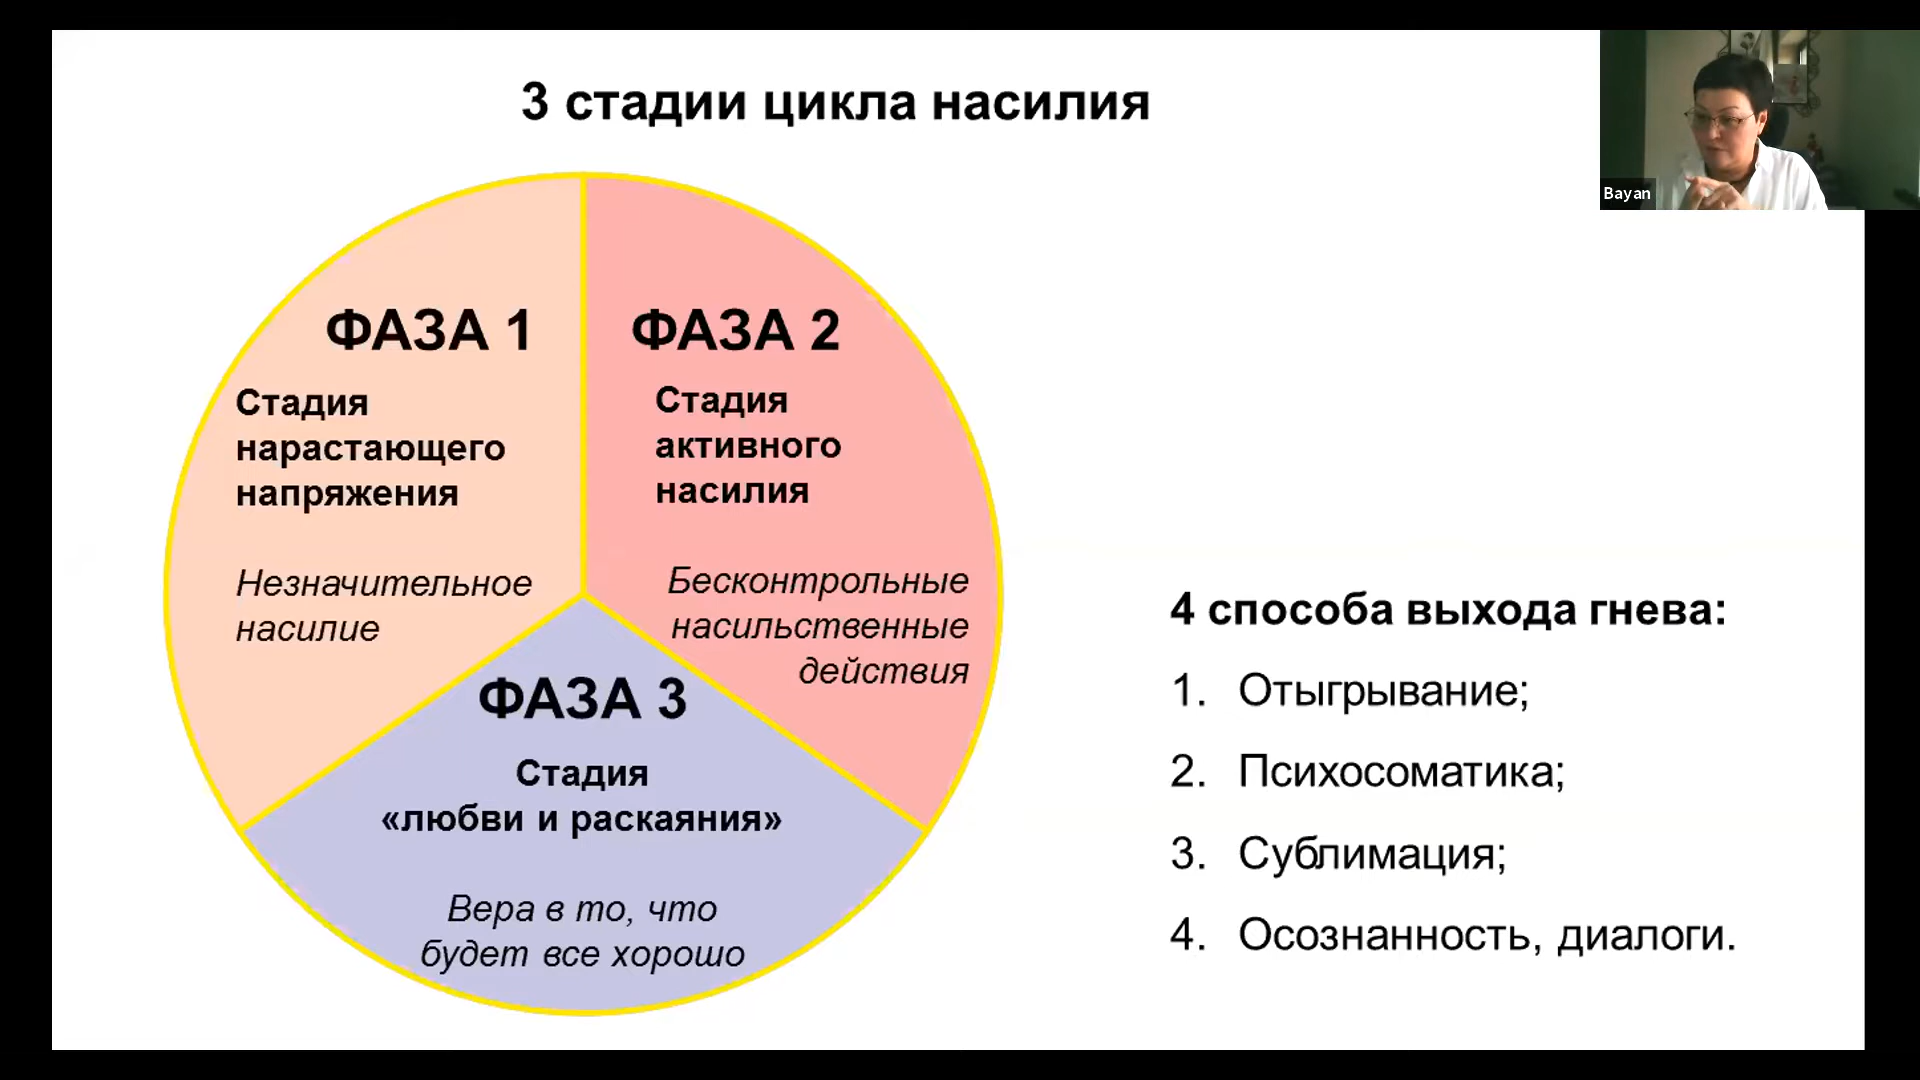 3 стадии цикла насилия
Bayan
ФАЗА 1
Стадия
нарастающего
напряжения
Незначительное
насилие
ФАЗА 2
Стадия
активного
насилия
Бесконтрольные
насильственные
действия
ФАЗА 3
Стадия
«любви и раскаяния»
Вера в то, что
будет все хорошо
4 способа выхода гнева:
1. Отыгрывание;
2. Психосоматика;
3. Сублимация;
4. Осознанность, диалоги.